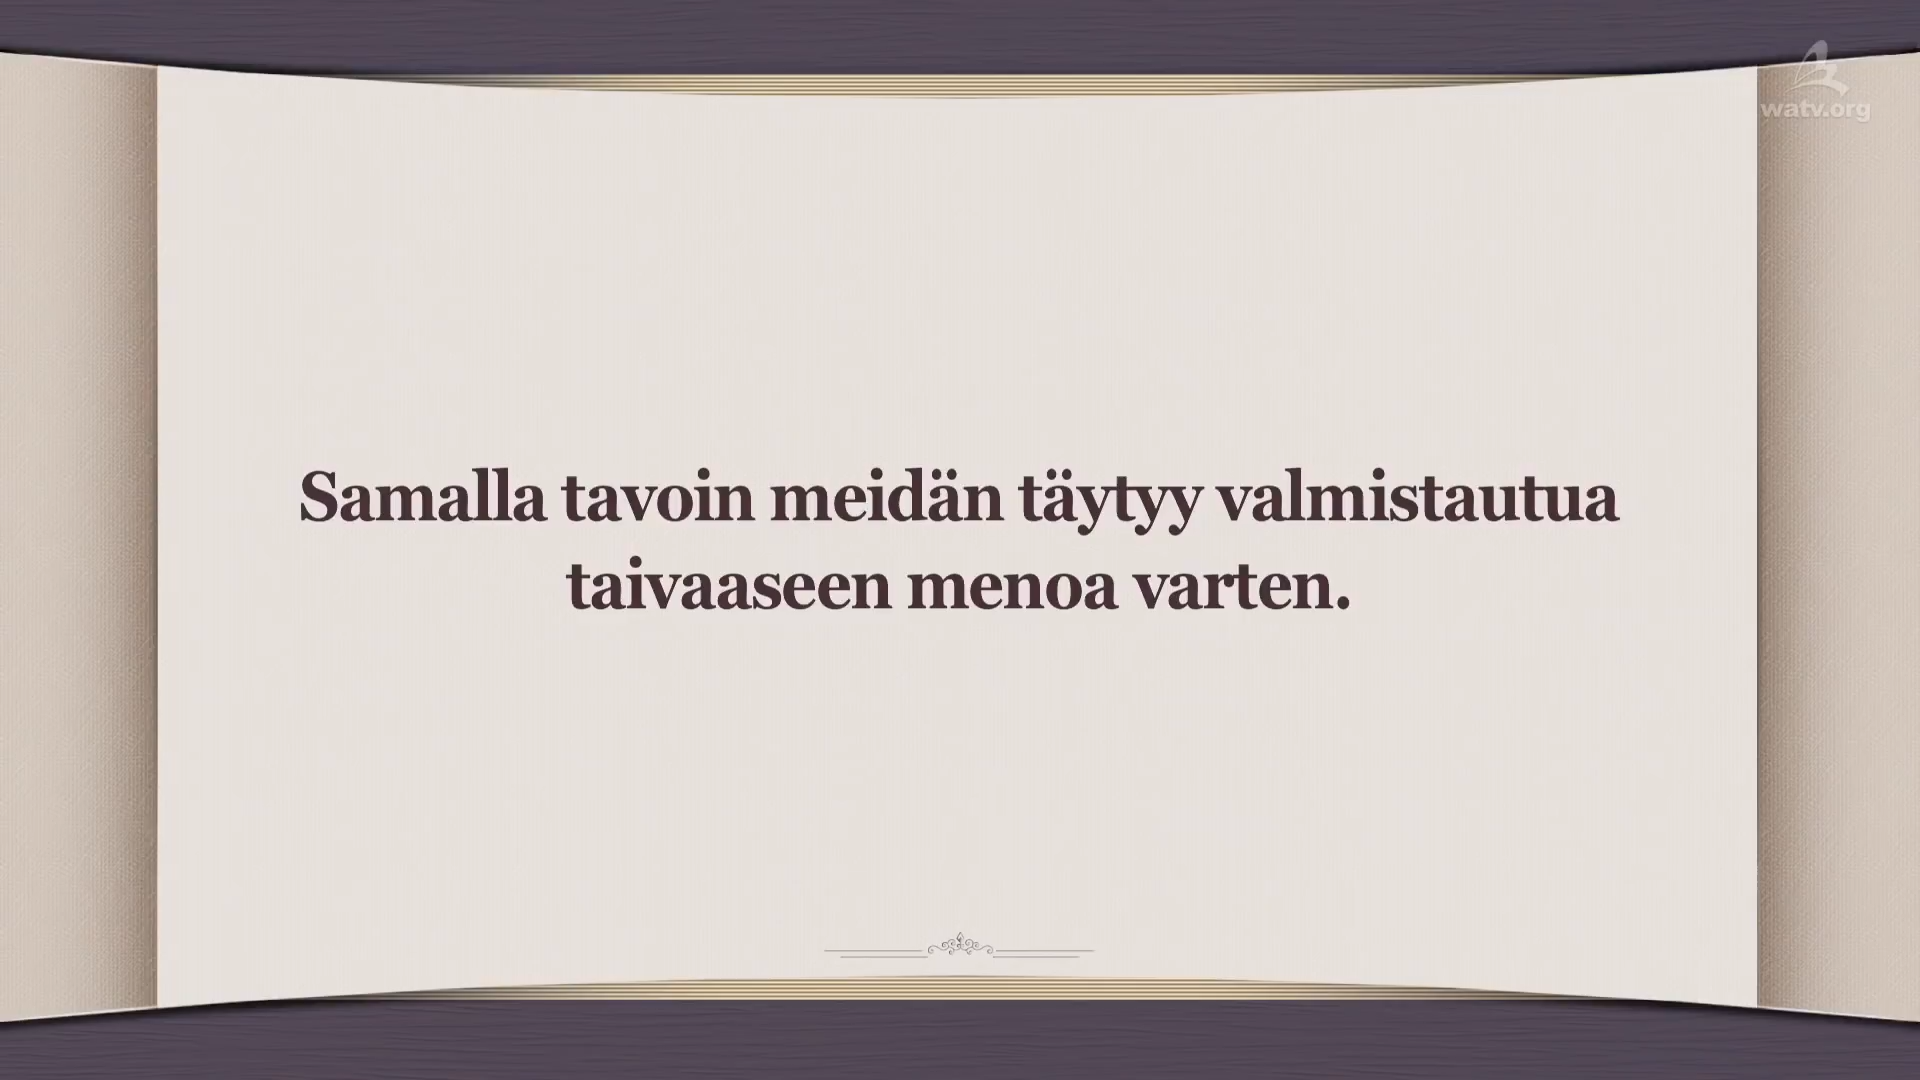 watv.org
Samalla tavoin meidän täytyy valmistautua
taivaaseen menoa varten.